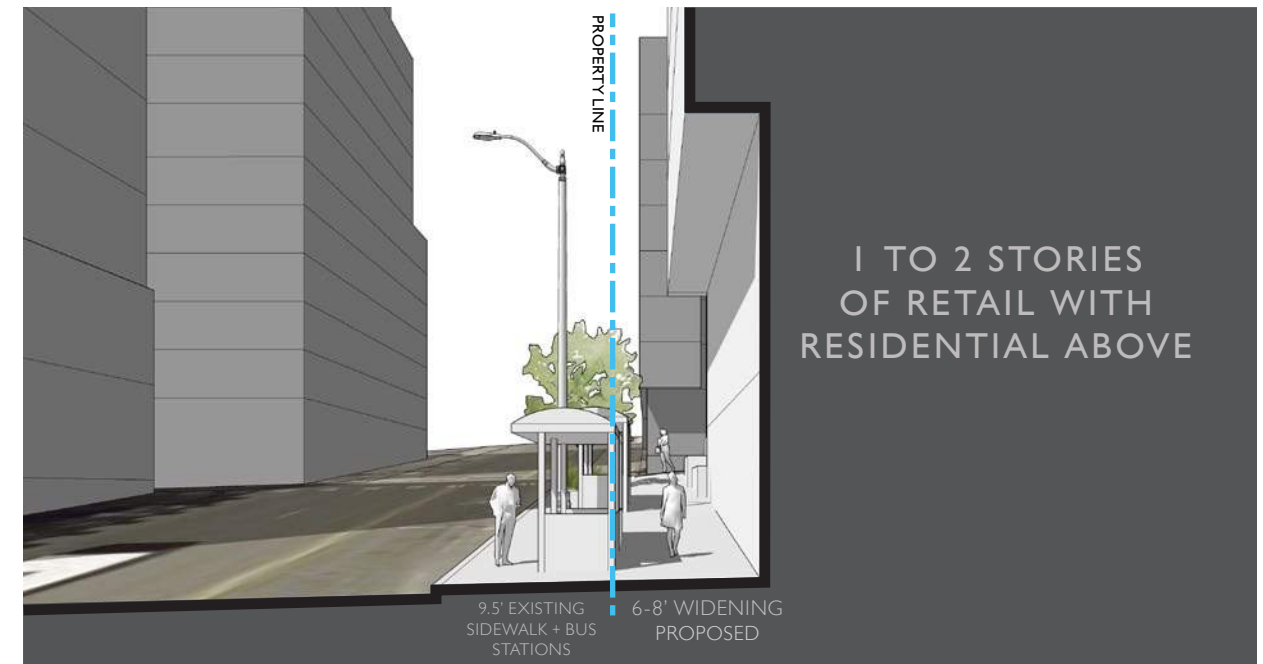 PROPERTY LINE
1 TO 2 STORIES
OF RETAIL WITH
RESIDENTIAL ABOVE
9.5' EXISTING
SIDEWALK + BUS
STATIONS
6-8' WIDENING
PROPOSED